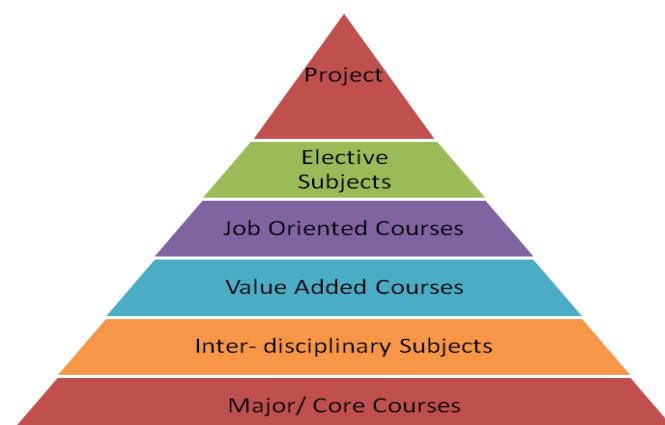 Project
Elective
Subjects
Job Oriented Courses
Value Added Courses
Inter- disciplinary Subjects
Major/ Core Courses